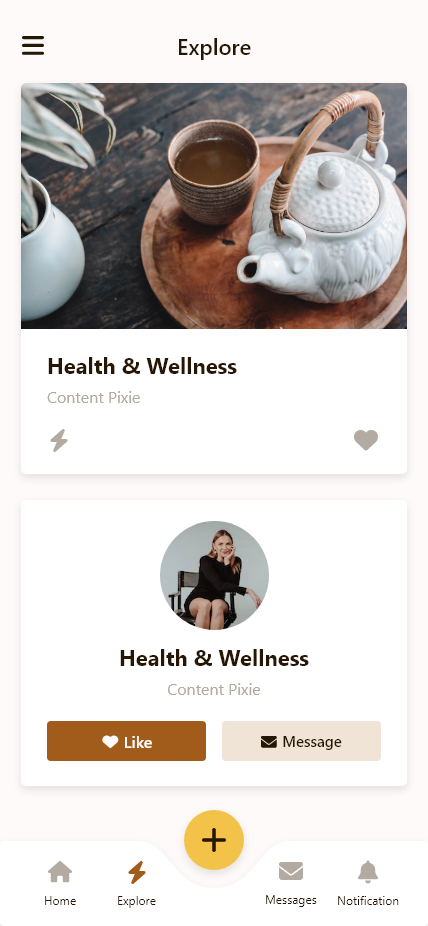 Explore
Health & Wellness
Content Pixie
Health & Wellness
Content Pixie
Like
Message
Home
Explore
Messages
Notification